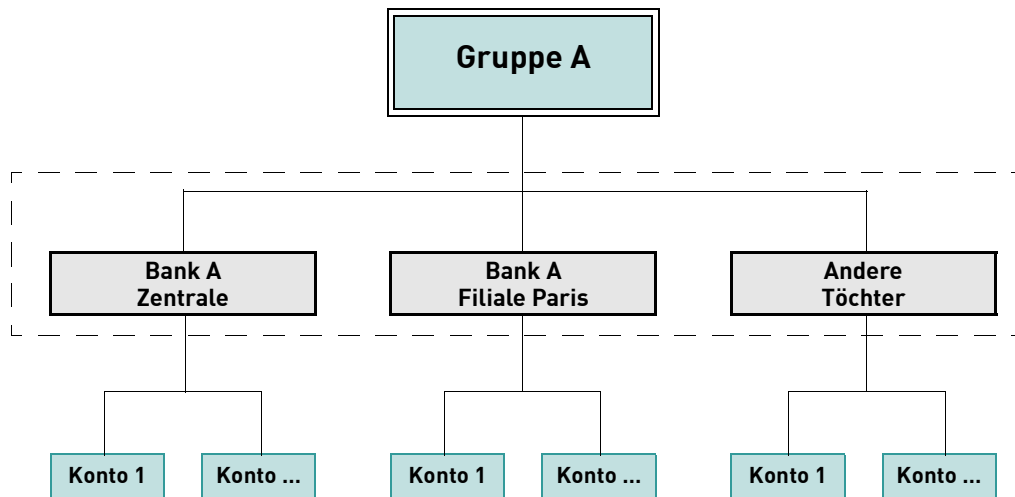 Gruppe A
Bank A
Zentrale
Bank A
Filiale Paris
Andere
Töchter
Konto 1
Konto ...
Konto 1
Konto ...
Konto 1
Konto ...